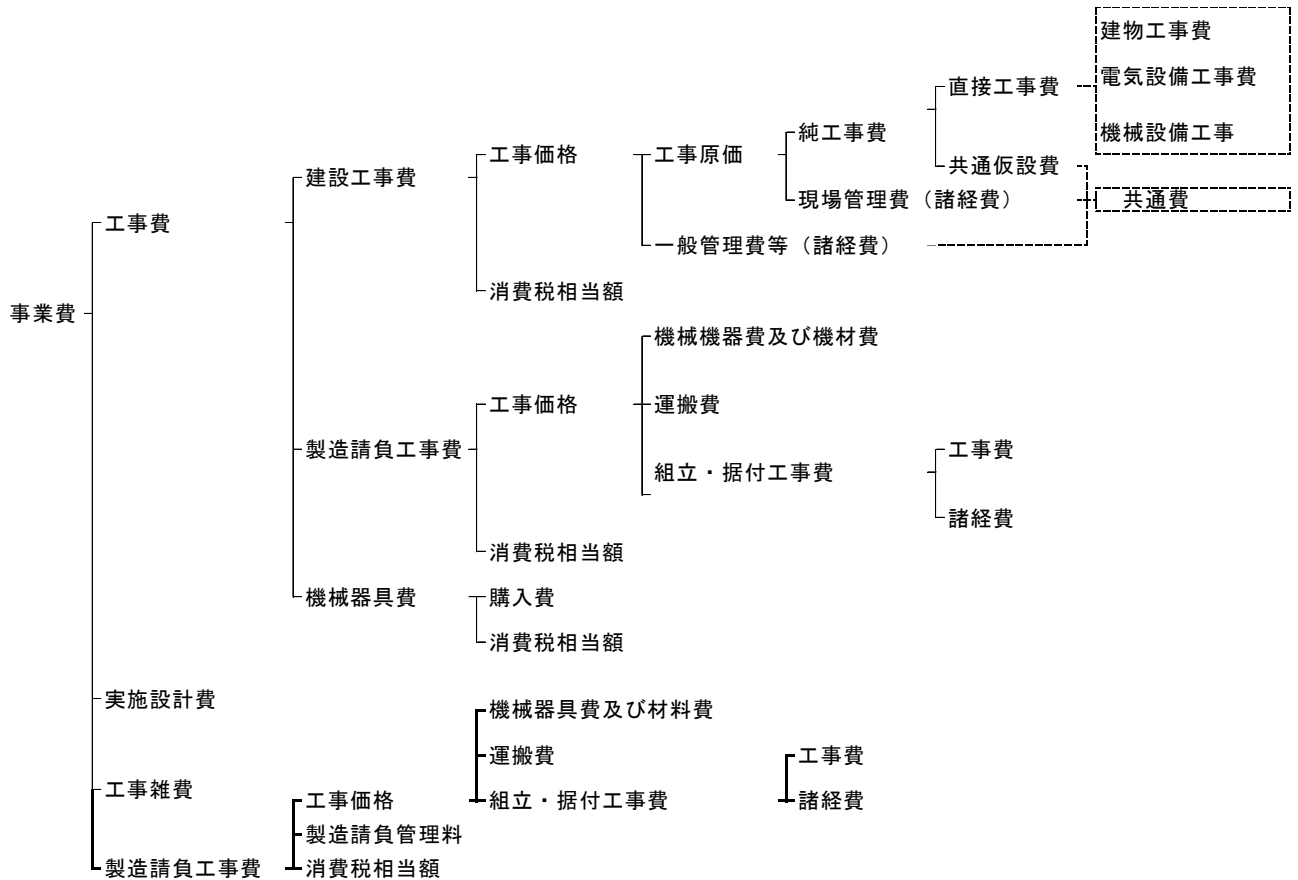 建物工事費
電気設備工事費
直接工事費
機械設備工事
純工事費
工事価格
工事原価
共通仮設費
建設工事費
現場管理費(諸経費)
共通費
工事費
一般管理費等(諸経費)
消費税相当額
事業費
機械機器費及び機材費
工事価格
運搬費
製造請負工事費
工事費
組立・据付工事費
諸経費
消費税相当額
機械器具費
購入費
消費税相当額
実施設計費
機械器具費及び材料費
運搬費
工事費
工事雑費
工事価格
組立・据付工事費
諸経費
製造請負管理料
製造請負工事費
消費税相当額